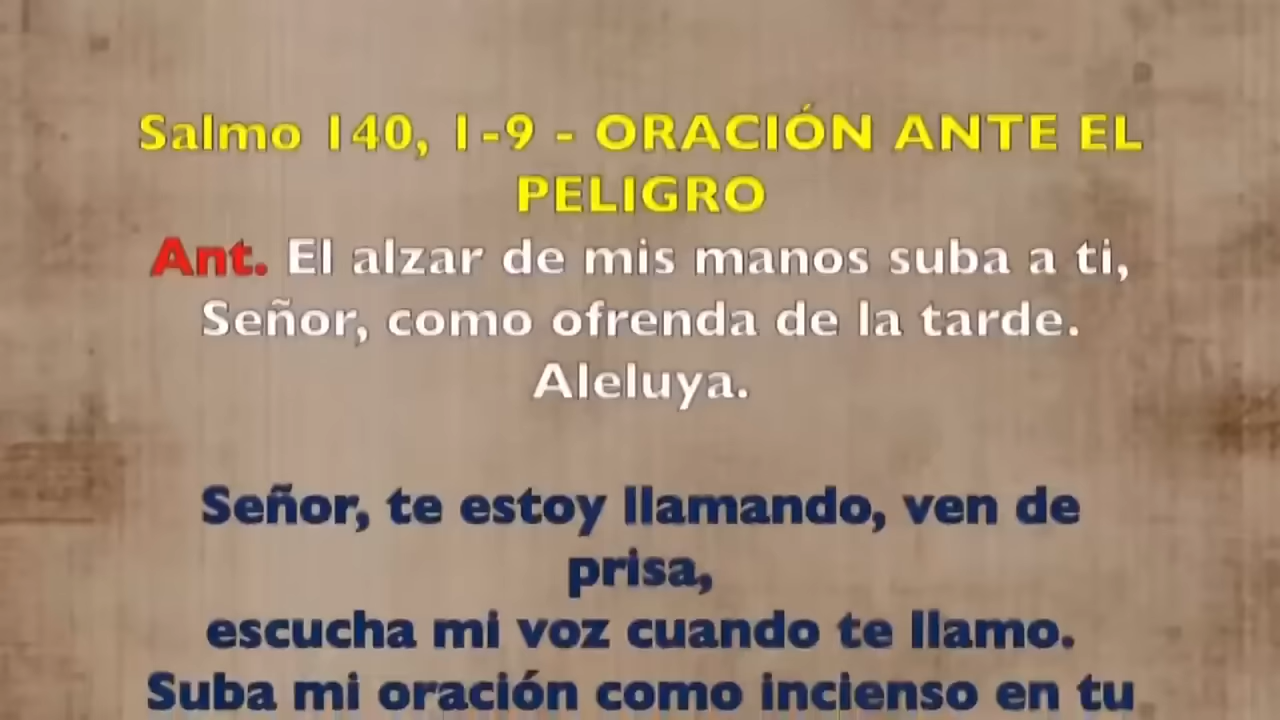 Salmo 140, 1-9 - ORACIÓN ANTE EL
PELIGRO
Ant. El alzar de mis manos suba a ti,
Señor, como ofrenda de la tarde.
Aleluya.
Señor, te estoy llamando, ven de
prisa,
escucha mi voz cuando te llamo.
Suba mi oración como incienso en tu